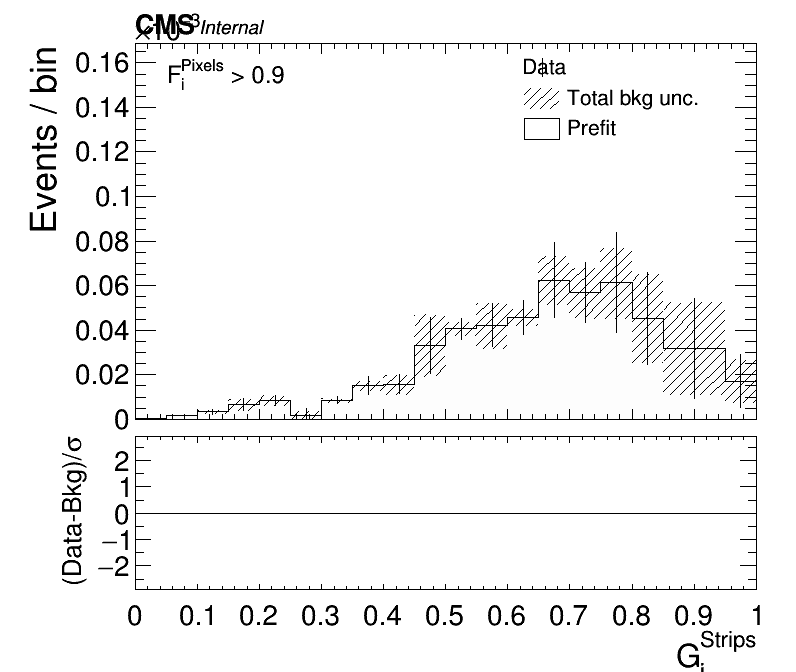 CMS Internal
×10³
F_i^Pixels > 0.9
Data
Total bkg unc.
Prefit
Events / bin
0.16
0.14
0.12
0.1
0.08
0.06
0.04
0.02
0
(Data-Bkg)/σ
2
1
0
−1
−2
0 0.1 0.2 0.3 0.4 0.5 0.6 0.7 0.8 0.9 1
G_i^Strips